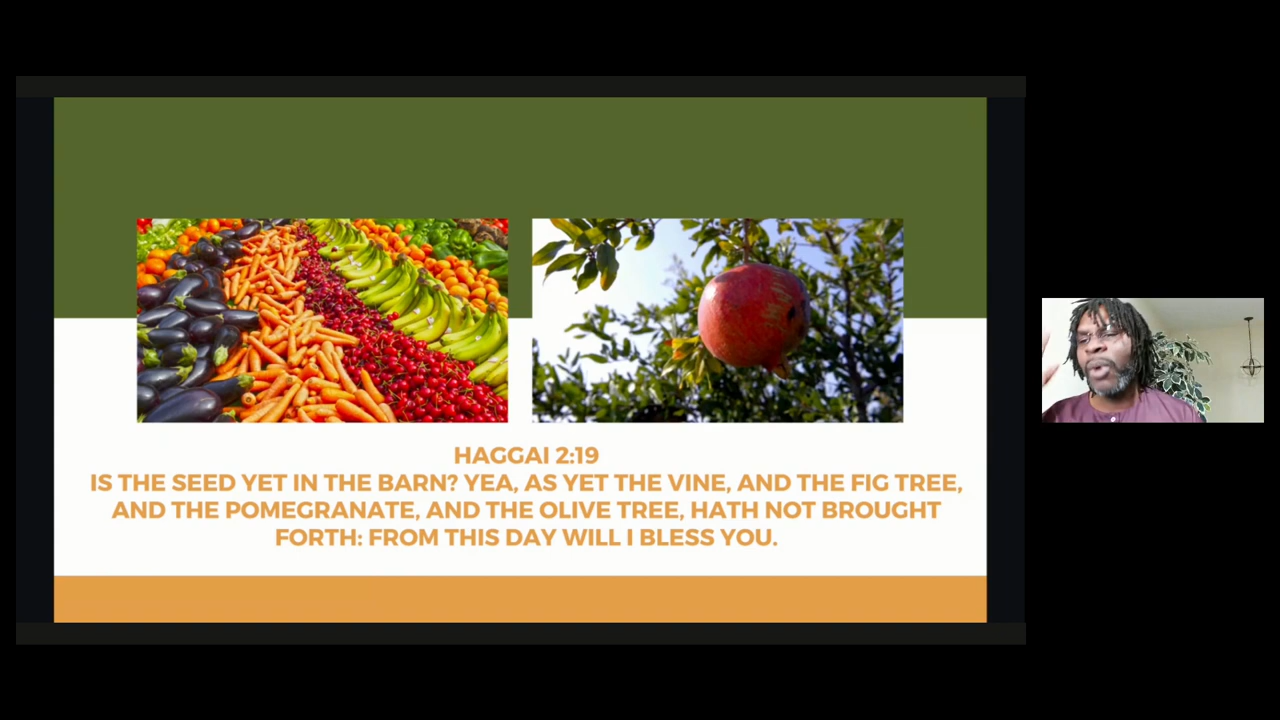 HAGGAI 2:19
IS THE SEED YET IN THE BARN? YEA, AS YET THE VINE, AND THE FIG TREE,
AND THE POMEGRANATE, AND THE OLIVE TREE, HATH NOT BROUGHT
FORTH: FROM THIS DAY WILL I BLESS YOU.